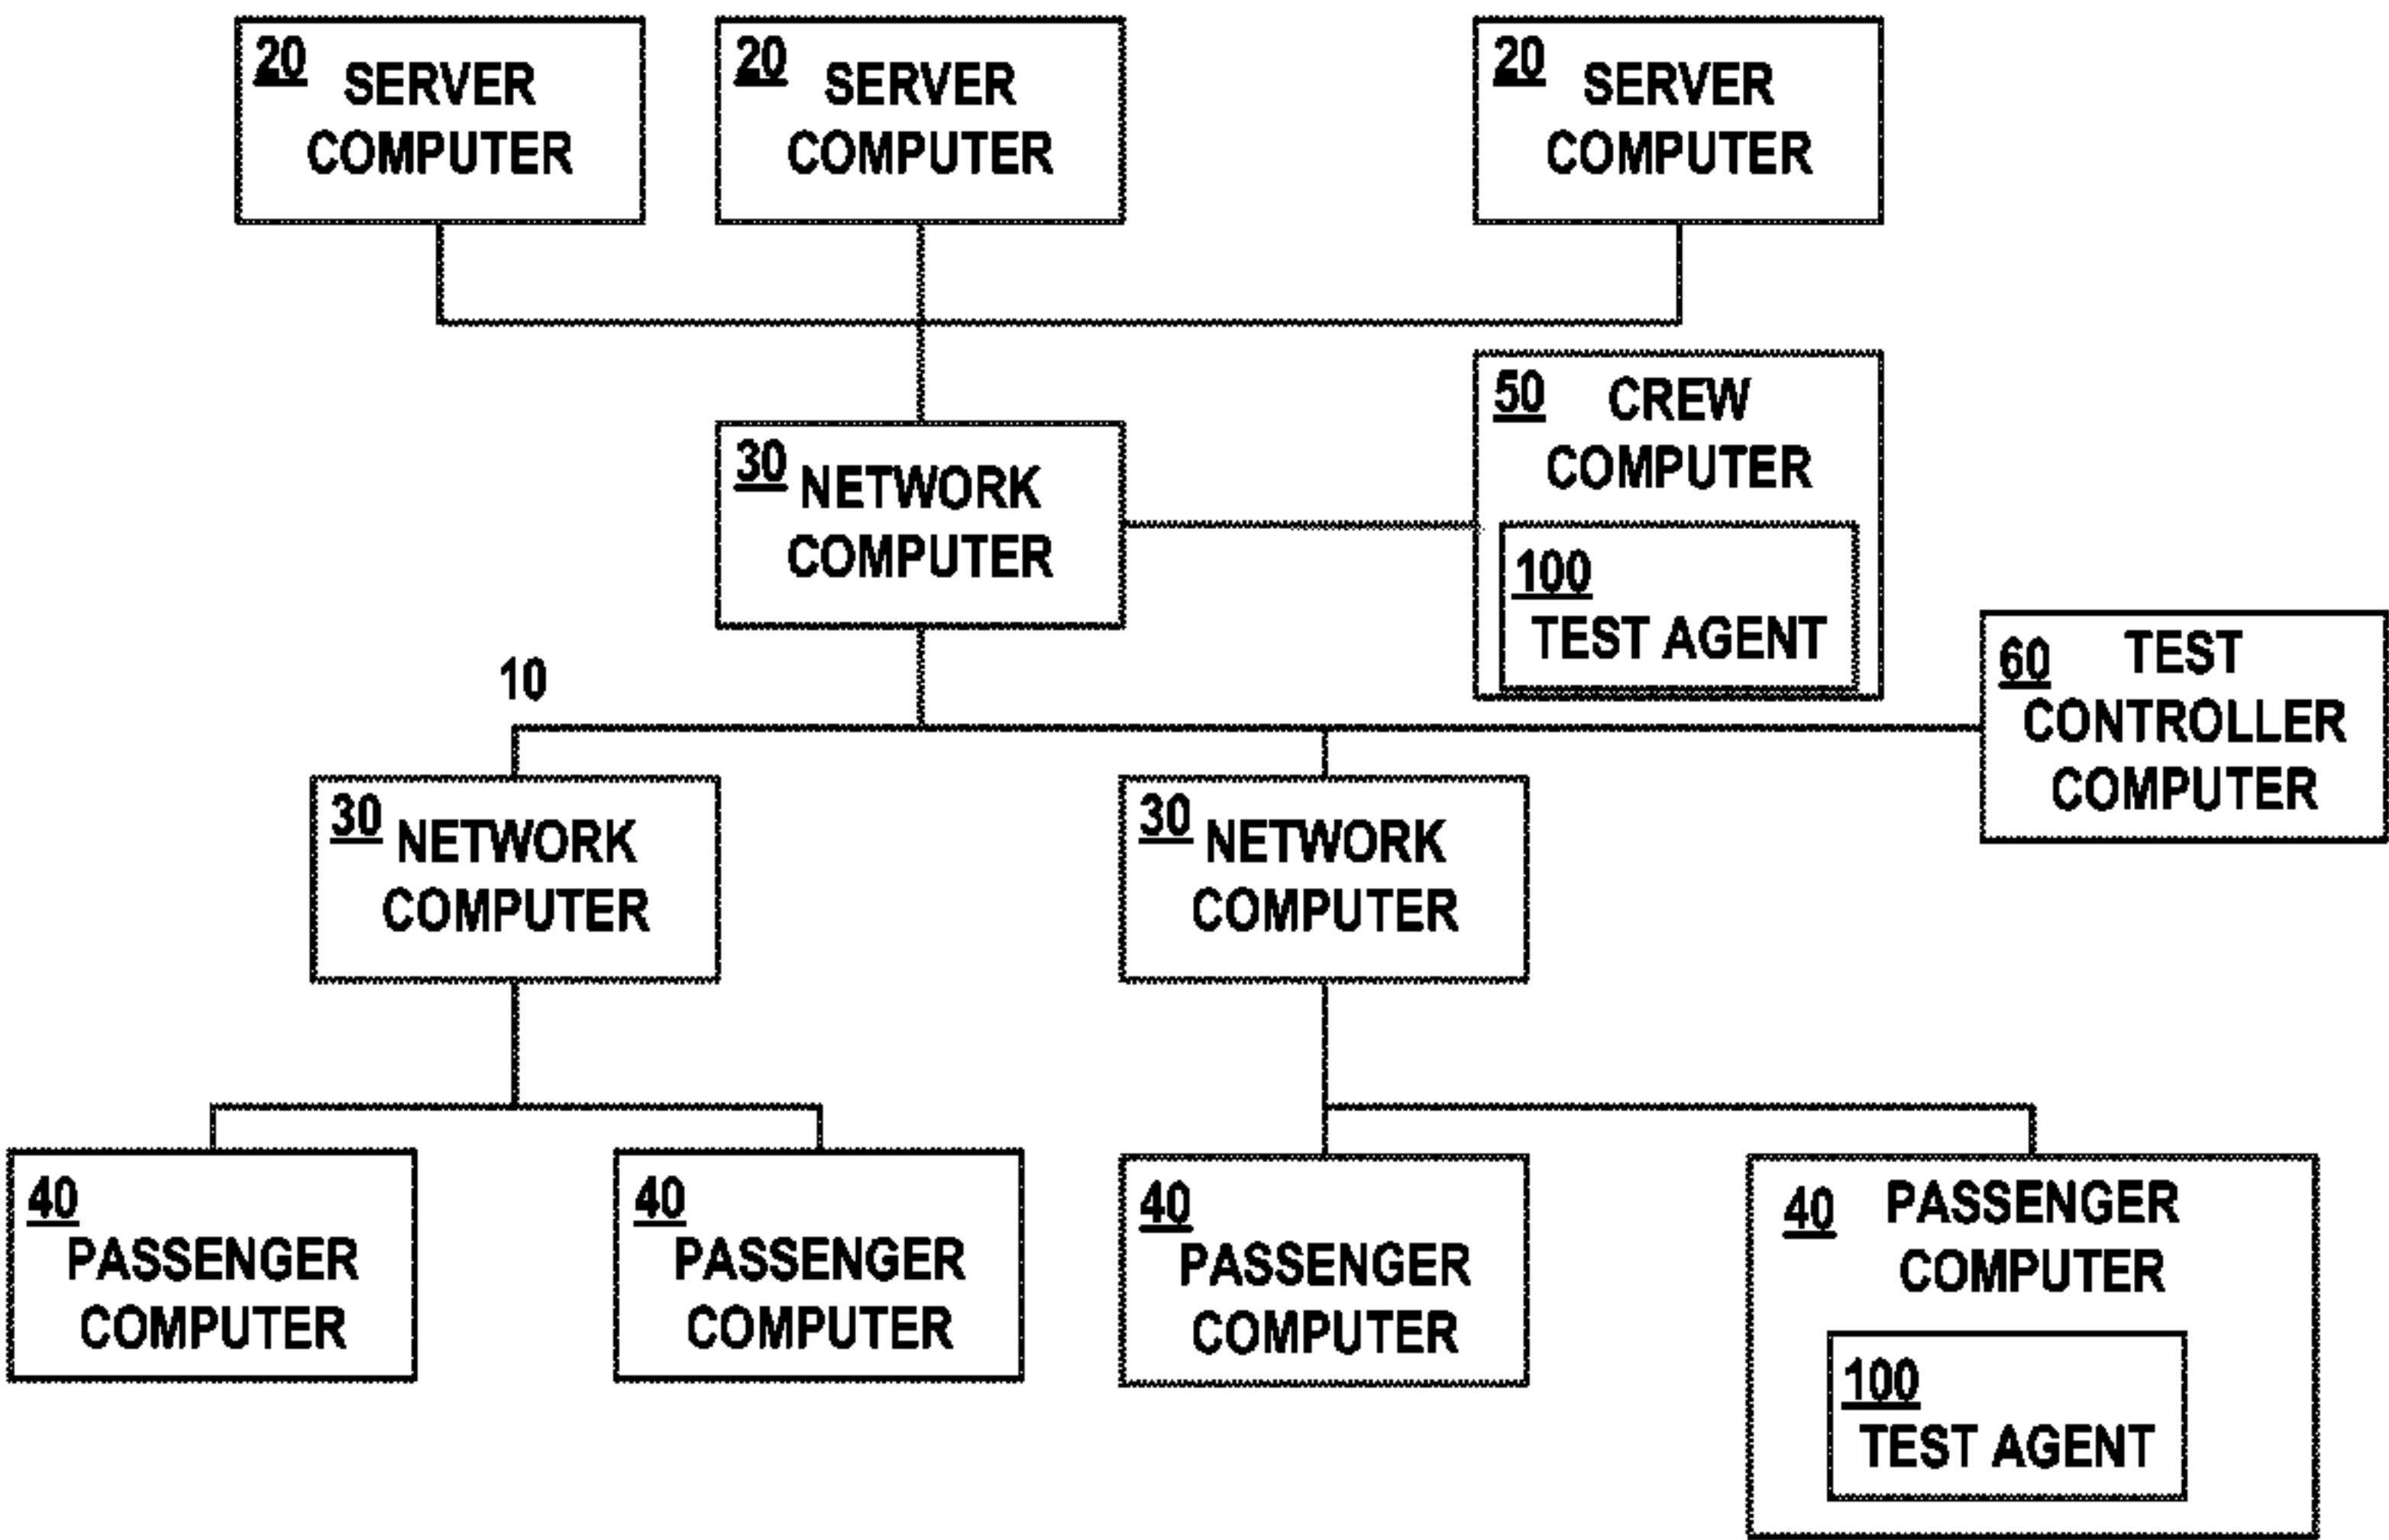 20 SERVER
COMPUTER
20 SERVER
COMPUTER
20 SERVER
COMPUTER
50 CREW
COMPUTER
100
TEST AGENT
30 NETWORK
COMPUTER
10
60 TEST
CONTROLLER
COMPUTER
30 NETWORK
COMPUTER
30 NETWORK
COMPUTER
40
PASSENGER
COMPUTER
40
PASSENGER
COMPUTER
40
PASSENGER
COMPUTER
40 PASSENGER
COMPUTER
100
TEST AGENT